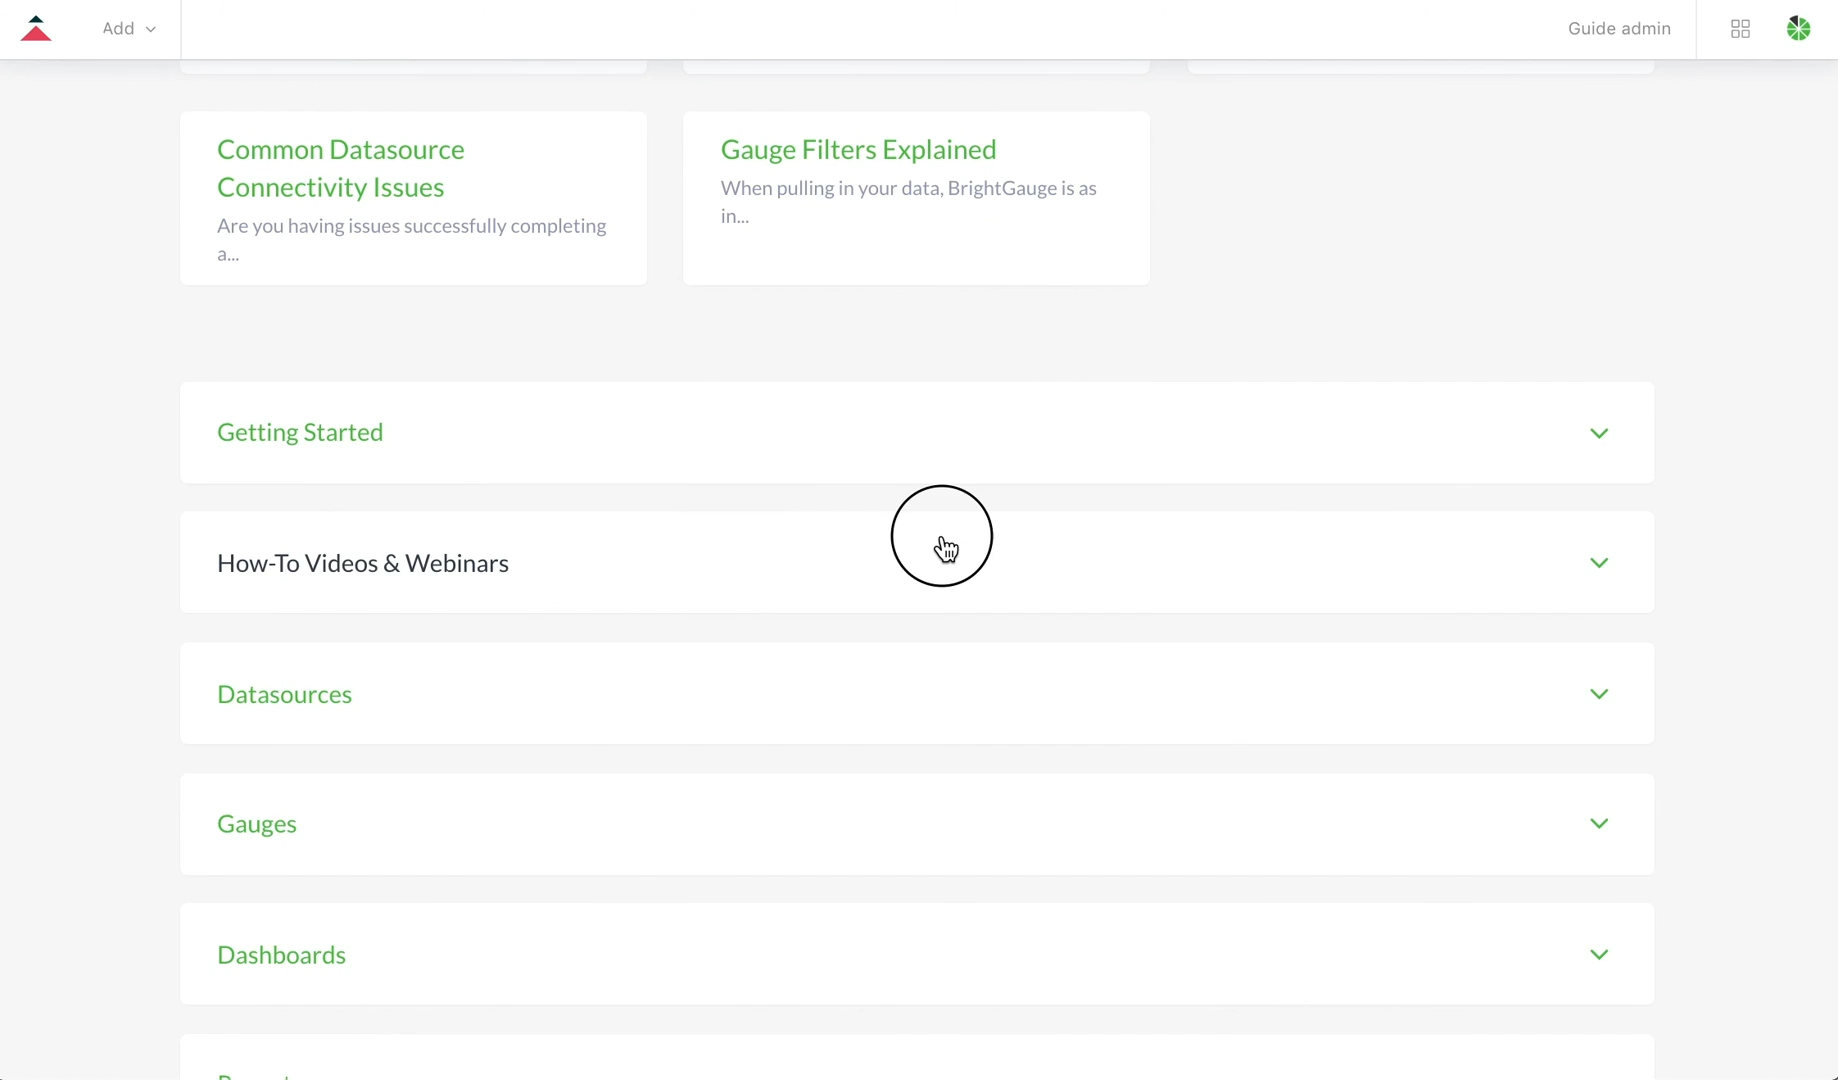 Add
Guide admin
Common Datasource
Connectivity Issues
Are you having issues successfully completing
a...
Gauge Filters Explained
When pulling in your data, BrightGauge is as
in...
Getting Started
How-To Videos & Webinars
Datasources
Gauges
Dashboards